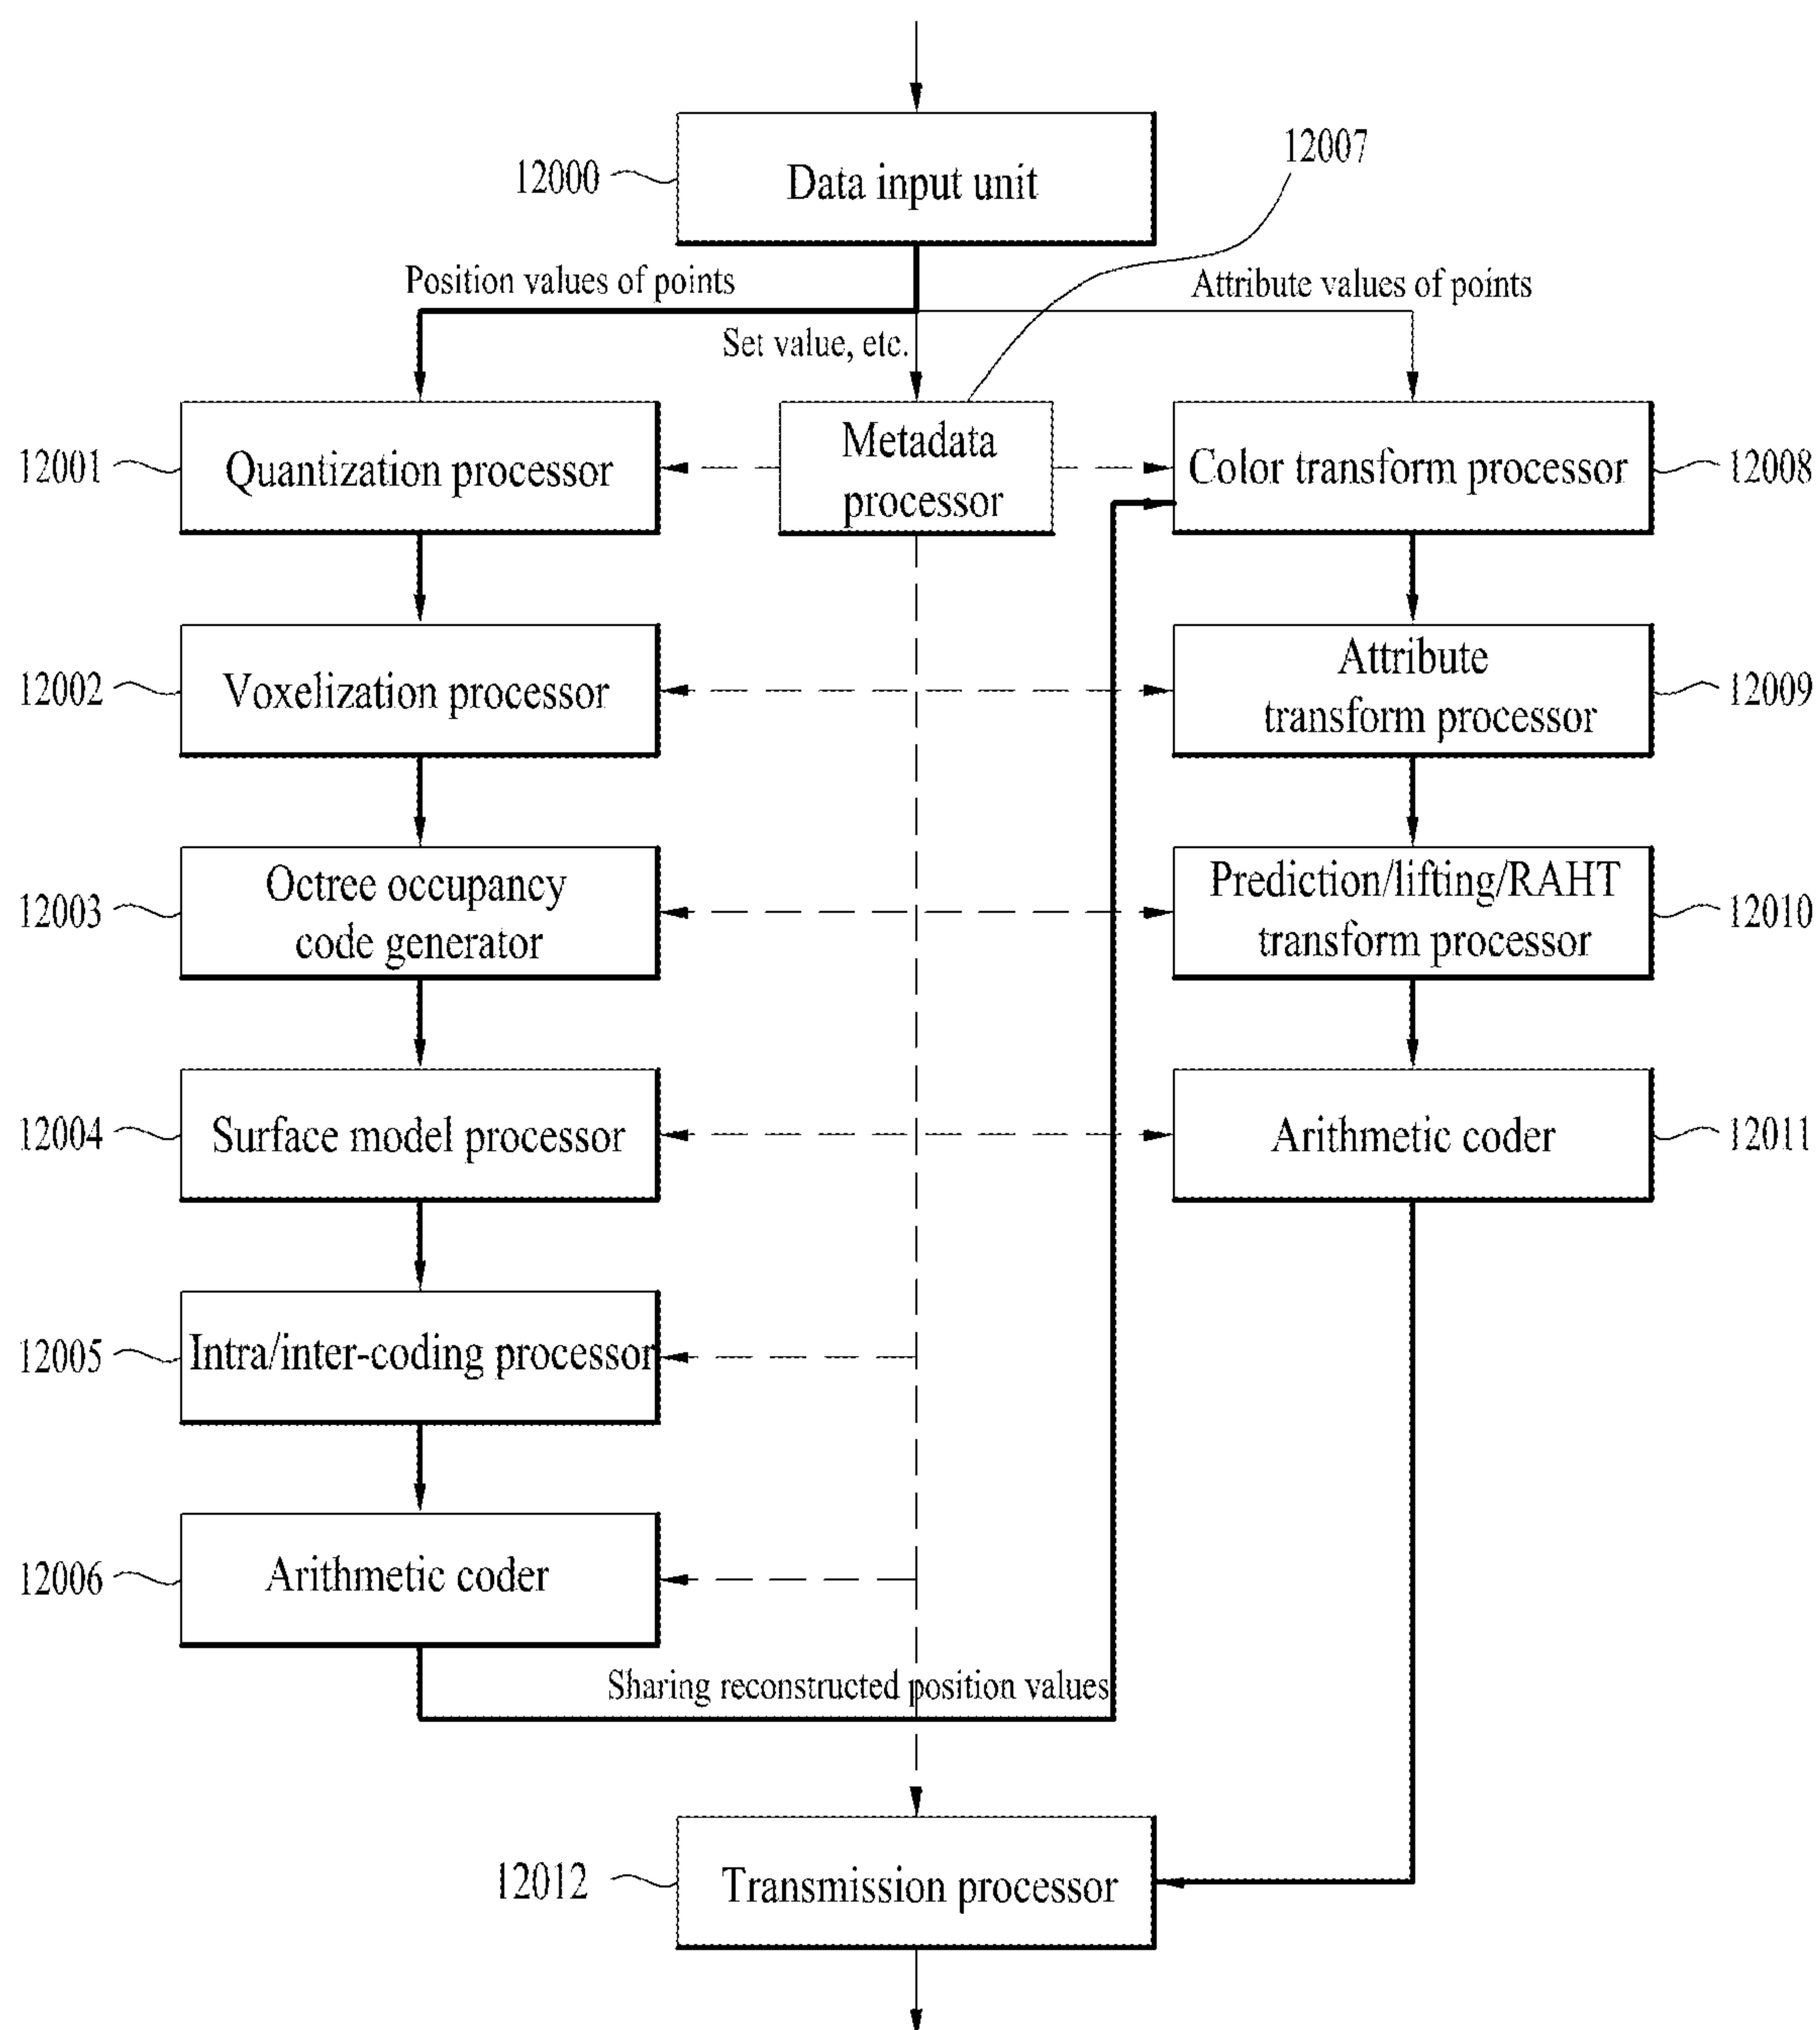 12000
Data input unit
12007
Position values of points
Attribute values of points
Set value, etc.
12001
Quantization processor
Metadata
processor
Color transform processor
12008
12002
Voxelization processor
Attribute
transform processor
12009
12003
Octree occupancy
code generator
Prediction/lifting/RAHT
transform processor
12010
12004
Surface model processor
Arithmetic coder
12011
12005
Intra/inter-coding processor
12006
Arithmetic coder
Sharing reconstructed position values
12012
Transmission processor